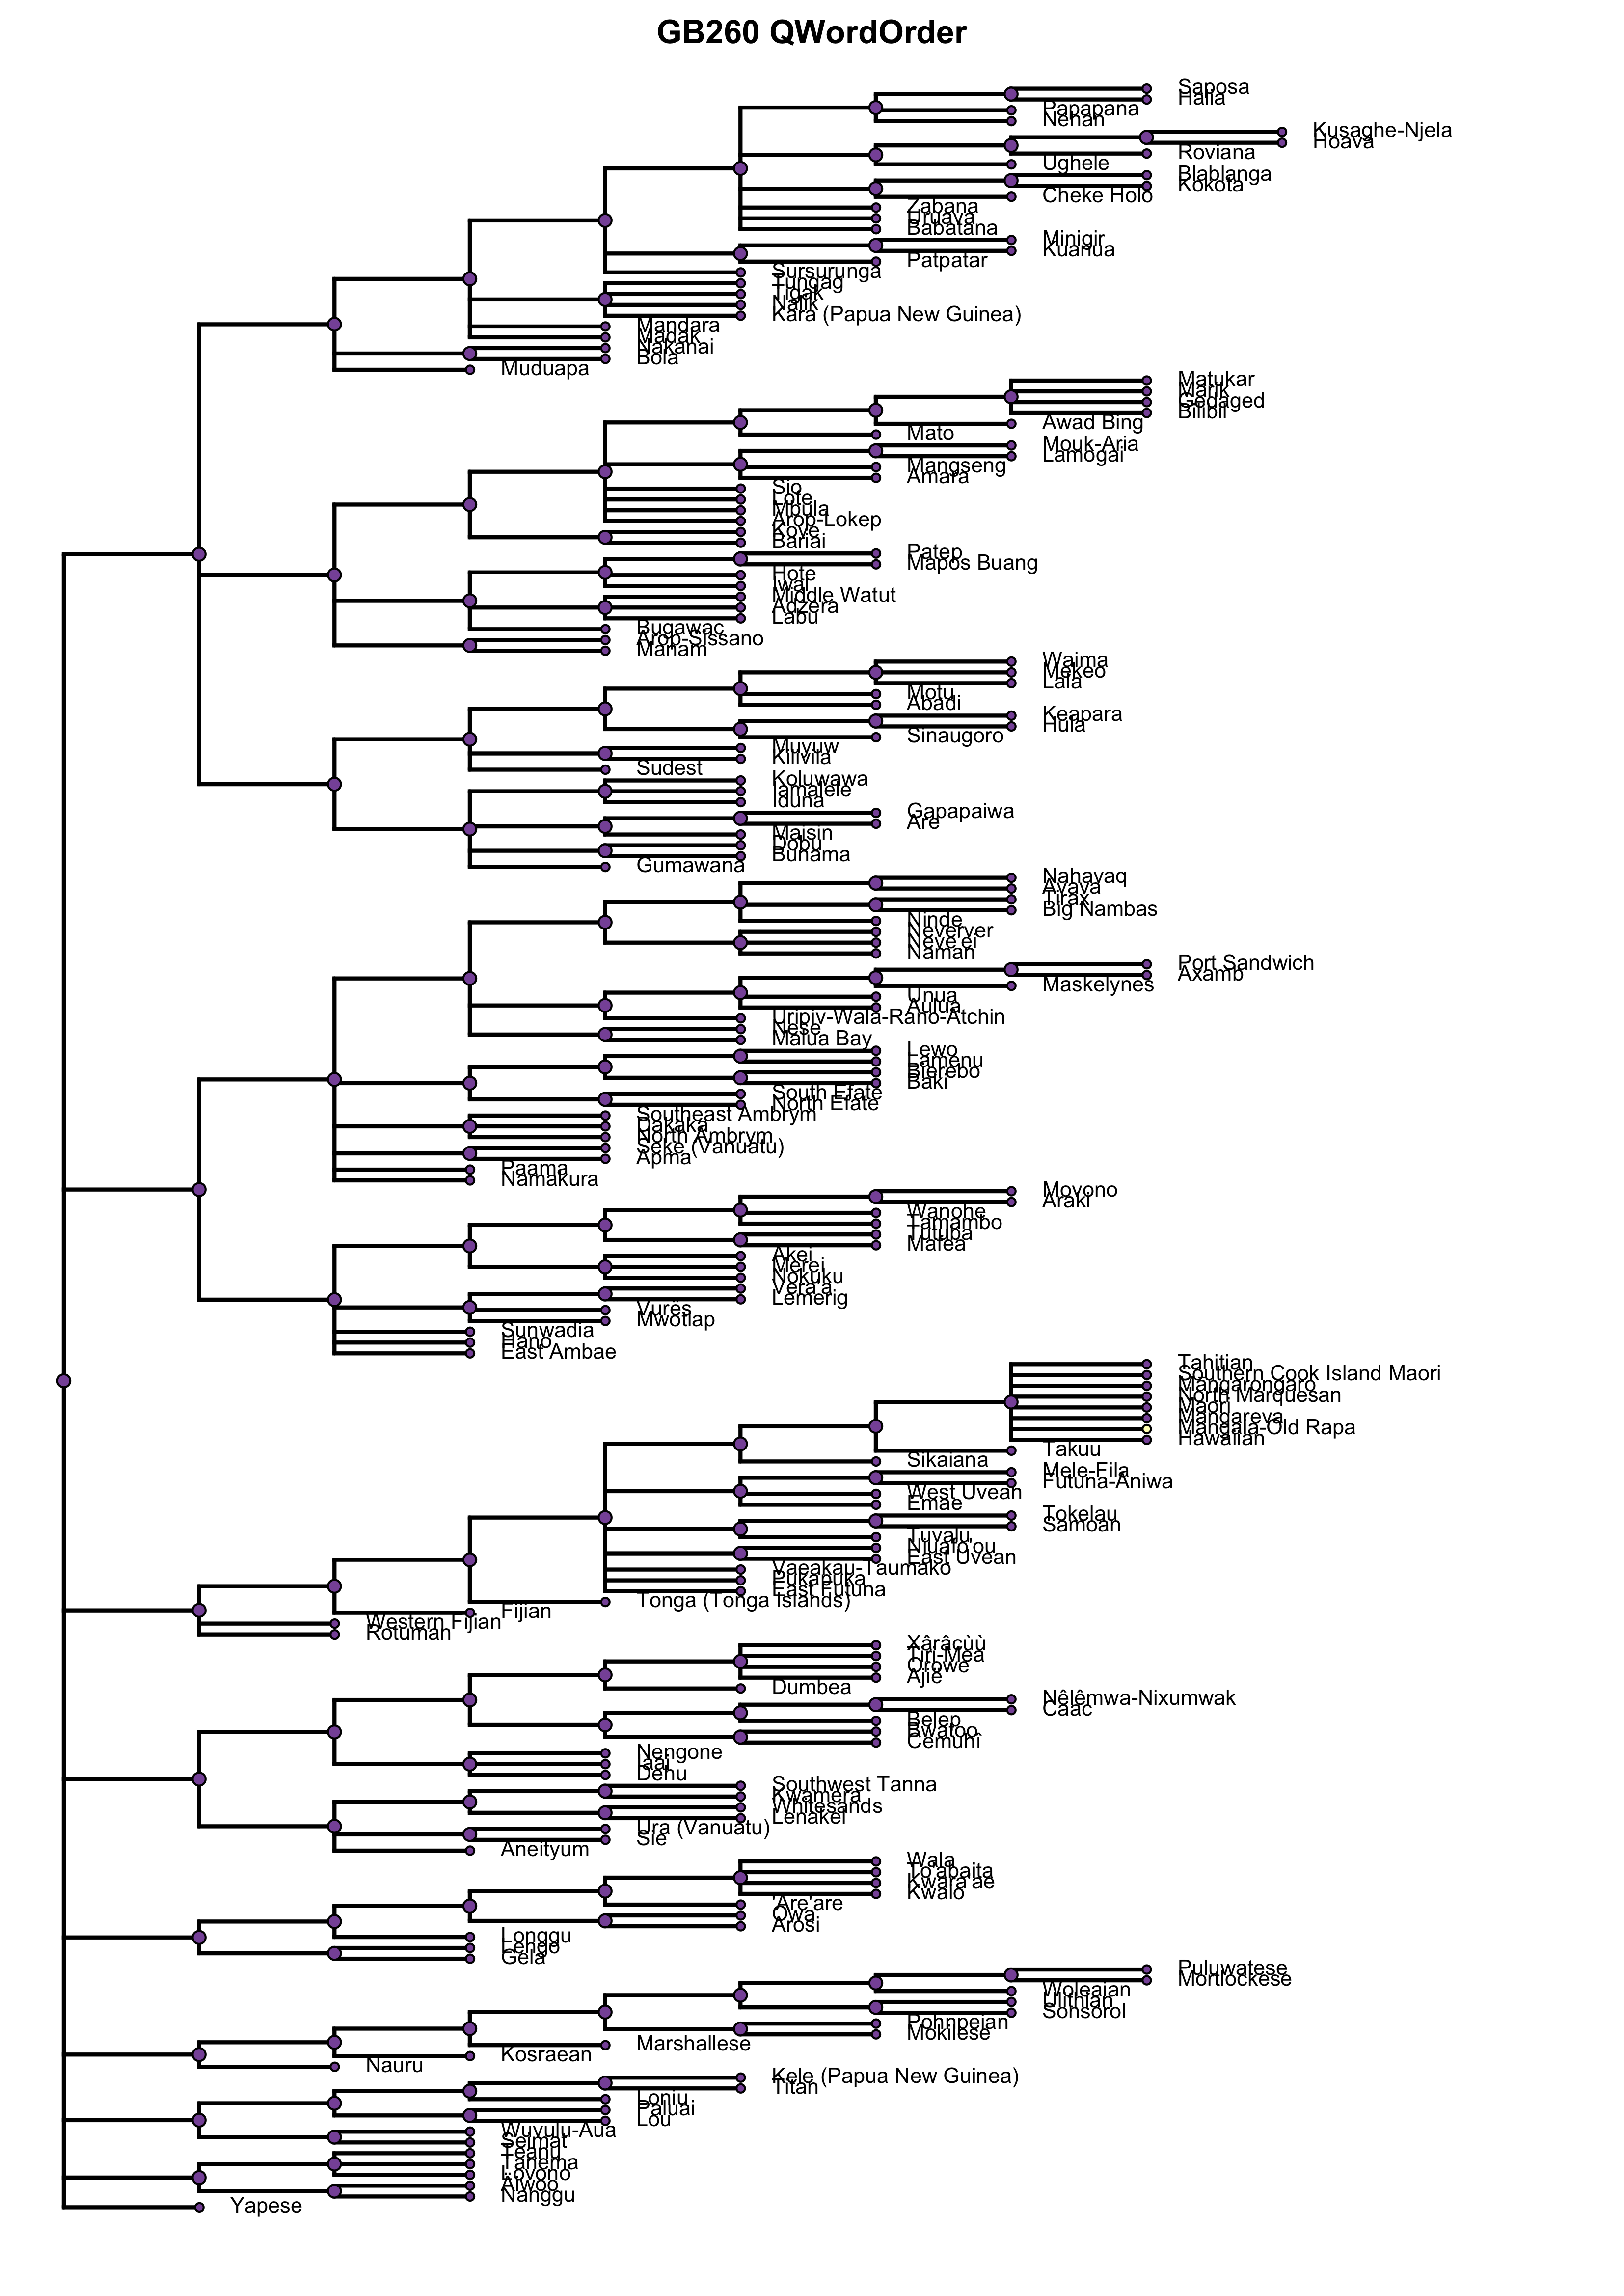 GB260 QWordOrder
Saposa
Halia
Papapana
Nehan
Kusaghe-Njela
Hoava
Roviana
Ughele
Blablanga
Kokota
Cheke Holo
Zabana
Uruava
Babatana
Minigir
Kuanua
Patpatar
Sursurunga
Tungag
Tigak
Nalik
Kara (Papua New Guinea)
Mandara
Madak
Nakanai
Bola
Muduapa
Matukar
Marik
Gedaged
Bilibil
Awad Bing
Mato
Mouk-Aria
Lamogai
Mangseng
Amara
Sio
Lote
Mbula
Arop-Lokep
Kove
Bariai
Patep
Mapos Buang
Hote
Iwal
Middle Watut
Adzera
Labu
Bugawac
Arop-Sissano
Manam
Waima
Mekeo
Lala
Motu
Abadi
Keapara
Hula
Sinaugoro
Muyuw
Kilivila
Sudest
Koluwawa
Iamalele
Iduna
Gapapaiwa
Are
Maisin
Dobu
Bunama
Gumawana
Nahavaq
Avava
Tirax
Big Nambas
Ninde
Neverver
Neve'ei
Naman
Port Sandwich
Axamb
Maskelynes
Unua
Aulua
Uripiv-Wala-Rano-Atchin
Nese
Malua Bay
Lewo
Lamenu
Bierebo
Baki
South Efate
North Efate
Southeast Ambrym
Dakaka
North Ambrym
Seke (Vanuatu)
Apma
Paama
Namakura
Movono
Araki
Wanohe
Tamambo
Tutuba
Mafea
Akei
Merei
Nokuku
Vera'a
Lemerig
Vurës
Mwotlap
Sunwadia
Hano
East Ambae
Tahitian
Southern Cook Island Maori
Mangarongaro
North Marquesan
Maori
Mangareva
Mangaia-Old Rapa
Hawaiian
Takuu
Sikaiana
Mele-Fila
Futuna-Aniwa
West Uvean
Emae
Tokelau
Samoan
Tuvalu
Niuafo'ou
East Uvean
Vaeakau-Taumako
Pukapuka
East Futuna
Tonga (Tonga Islands)
Fijian
Western Fijian
Rotuman
Xârâcùù
Tiri-Mea
Orowe
Ajië
Dumbea
Nêlêmwa-Nixumwak
Caac
Belep
Bwatoo
Cemuhî
Nengone
Iaai
Dehu
Southwest Tanna
Kwamera
Whitesands
Lenakel
Ura (Vanuatu)
Sie
Aneityum
Wala
To'abaita
Kwara'ae
Kwaio
'Are'are
Owa
Arosi
Longgu
Lengo
Gela
Puluwatese
Mortlockese
Woleaian
Ulithian
Sonsorol
Pohnpeian
Mokilese
Marshallese
Kosraean
Nauru
Kele (Papua New Guinea)
Titan
Loniu
Paluai
Lou
Wuvulu-Aua
Seimat
Teanu
Tanema
Lovono
Äiwoo
Nanggu
Yapese